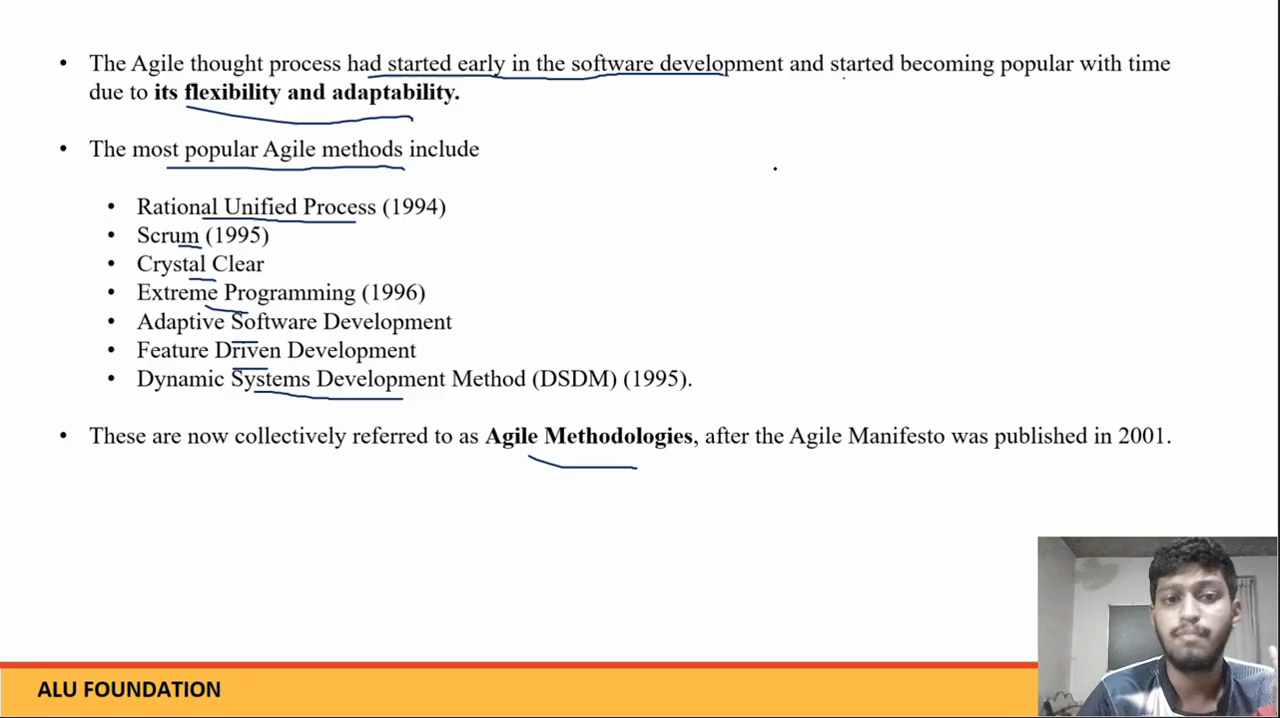 • The Agile thought process had started early in the software development and started becoming popular with time
due to its flexibility and adaptability.
• The most popular Agile methods include
• Rational Unified Process (1994)
• Scrum (1995)
• Crystal Clear
• Extreme Programming (1996)
• Adaptive Software Development
• Feature Driven Development
• Dynamic Systems Development Method (DSDM) (1995).
• These are now collectively referred to as Agile Methodologies, after the Agile Manifesto was published in 2001.
ALU FOUNDATION